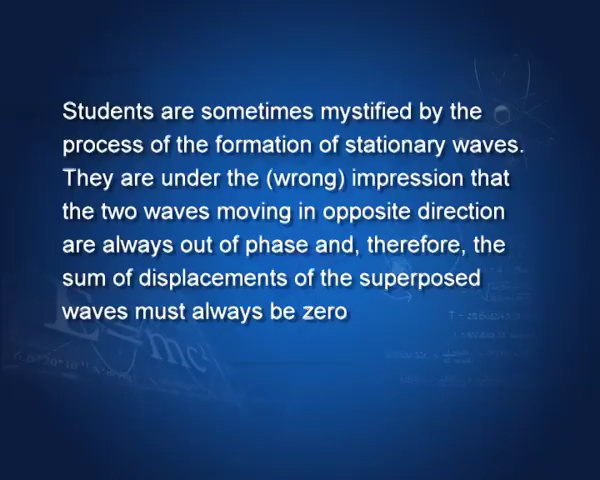 Students are sometimes mystified by the
process of the formation of stationary waves.
They are under the (wrong) impression that
the two waves moving in opposite direction
are always out of phase and, therefore, the
sum of displacements of the superposed
waves must always be zero
E=mc²